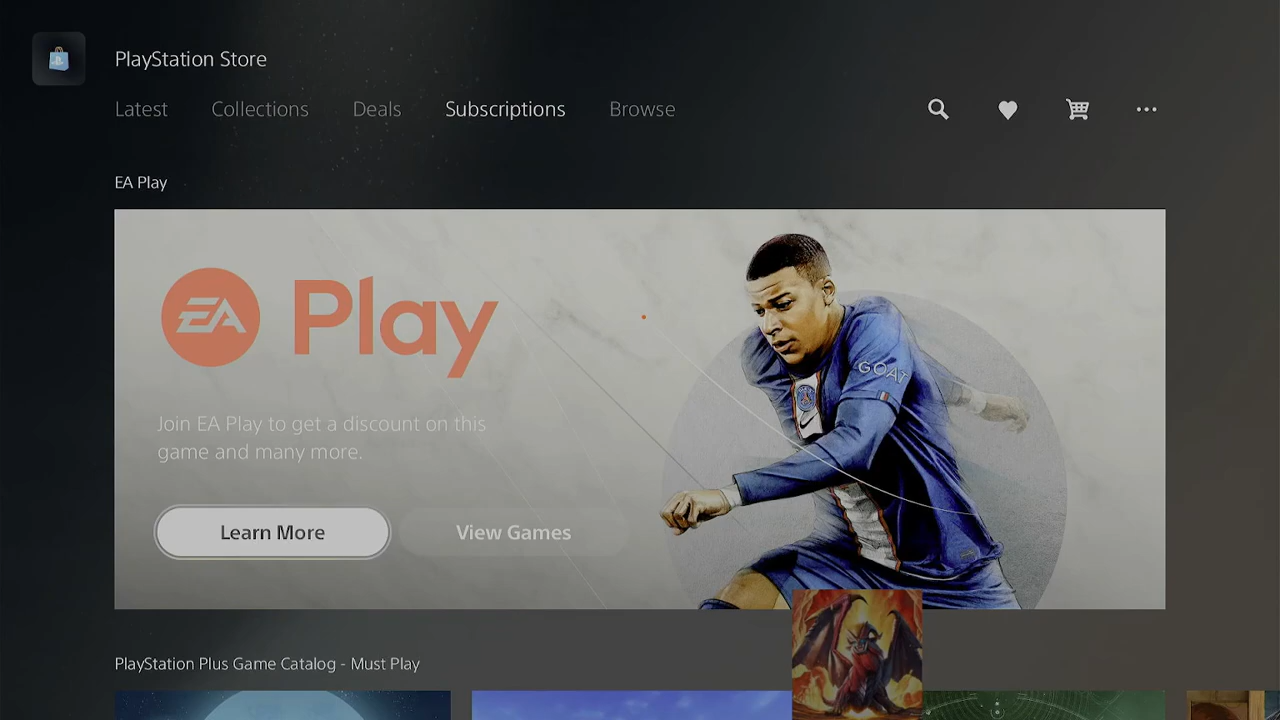 PlayStation Store
Latest Collections Deals Subscriptions Browse
EA Play
EA Play
Join EA Play to get a discount on this
game and many more.
Learn More View Games
GOAT
PlayStation Plus Game Catalog - Must Play